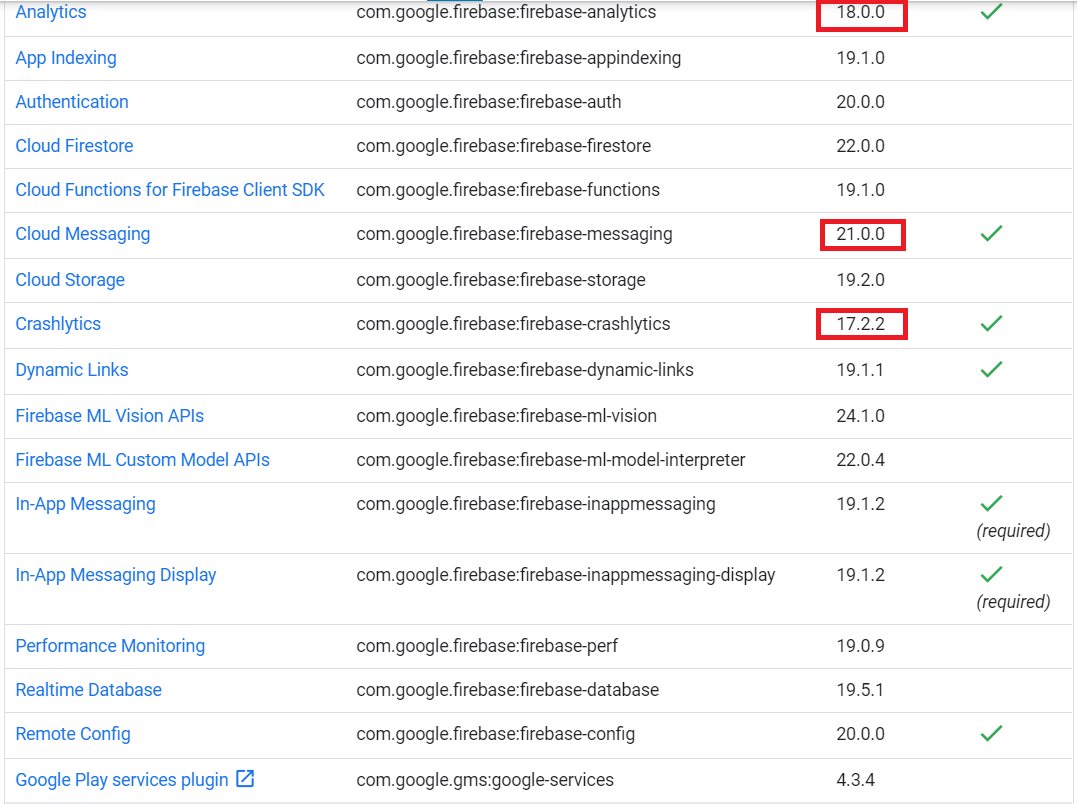 Analytics com.google.firebase:firebase-analytics 18.0.0
App Indexing com.google.firebase:firebase-appindexing 19.1.0
Authentication com.google.firebase:firebase-auth 20.0.0
Cloud Firestore com.google.firebase:firebase-firestore 22.0.0
Cloud Functions for Firebase Client SDK com.google.firebase:firebase-functions 19.1.0
Cloud Messaging com.google.firebase:firebase-messaging 21.0.0
Cloud Storage com.google.firebase:firebase-storage 19.2.0
Crashlytics com.google.firebase:firebase-crashlytics 17.2.2
Dynamic Links com.google.firebase:firebase-dynamic-links 19.1.1
Firebase ML Vision APIs com.google.firebase:firebase-ml-vision 24.1.0
Firebase ML Custom Model APIs com.google.firebase:firebase-ml-model-interpreter 22.0.4
In-App Messaging com.google.firebase:firebase-inappmessaging 19.1.2
(required)
In-App Messaging Display com.google.firebase:firebase-inappmessaging-display 19.1.2
(required)
Performance Monitoring com.google.firebase:firebase-perf 19.0.9
Realtime Database com.google.firebase:firebase-database 19.5.1
Remote Config com.google.firebase:firebase-config 20.0.0
Google Play services plugin com.google.gms:google-services 4.3.4